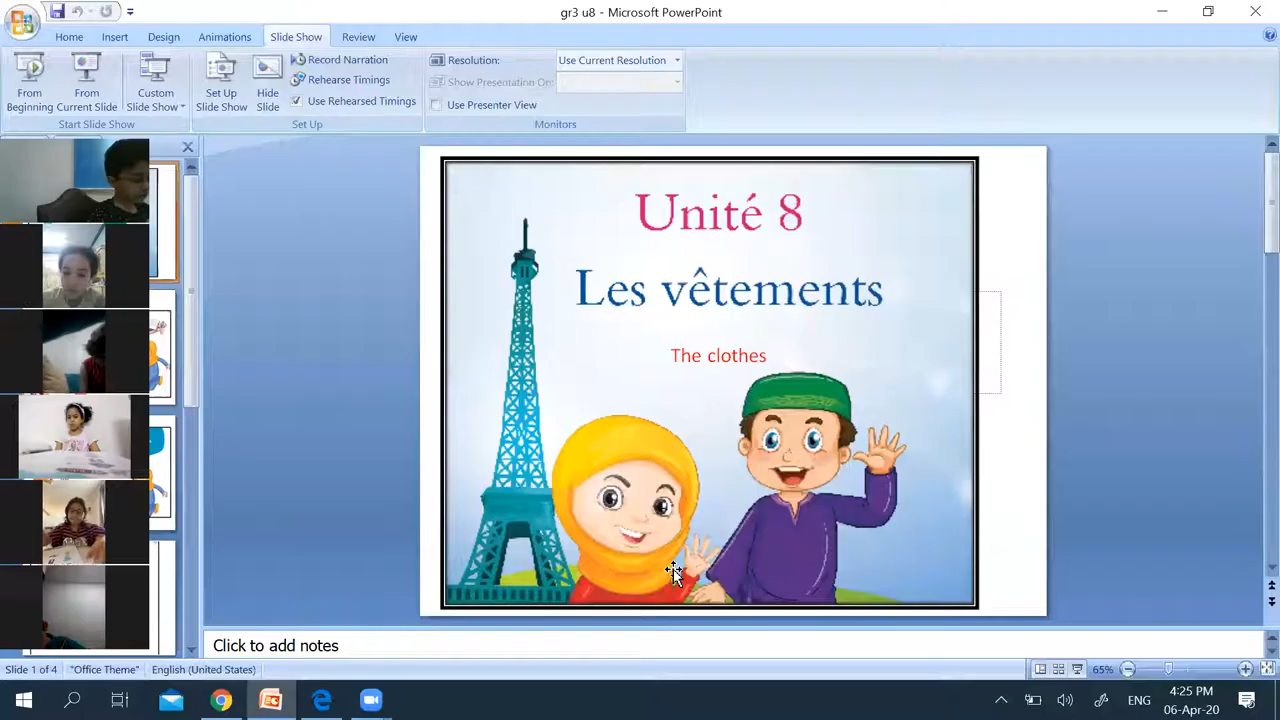 gr3 u8 - Microsoft PowerPoint
Home Insert Design Animations Slide Show Review View
From Beginning
From Current Slide
Custom Slide Show
Set Up Slide Show
Hide Slide
Record Narration
Rehearse Timings
Use Rehearsed Timings
Resolution: Use Current Resolution
Show Presentation On:
Use Presenter View
Start Slide Show Set Up Monitors
Unité 8
Les vêtements
The clothes
Click to add notes
Slide 1 of 4 "Office Theme" English (United States) 65%
ENG
4:25 PM
06-Apr-20